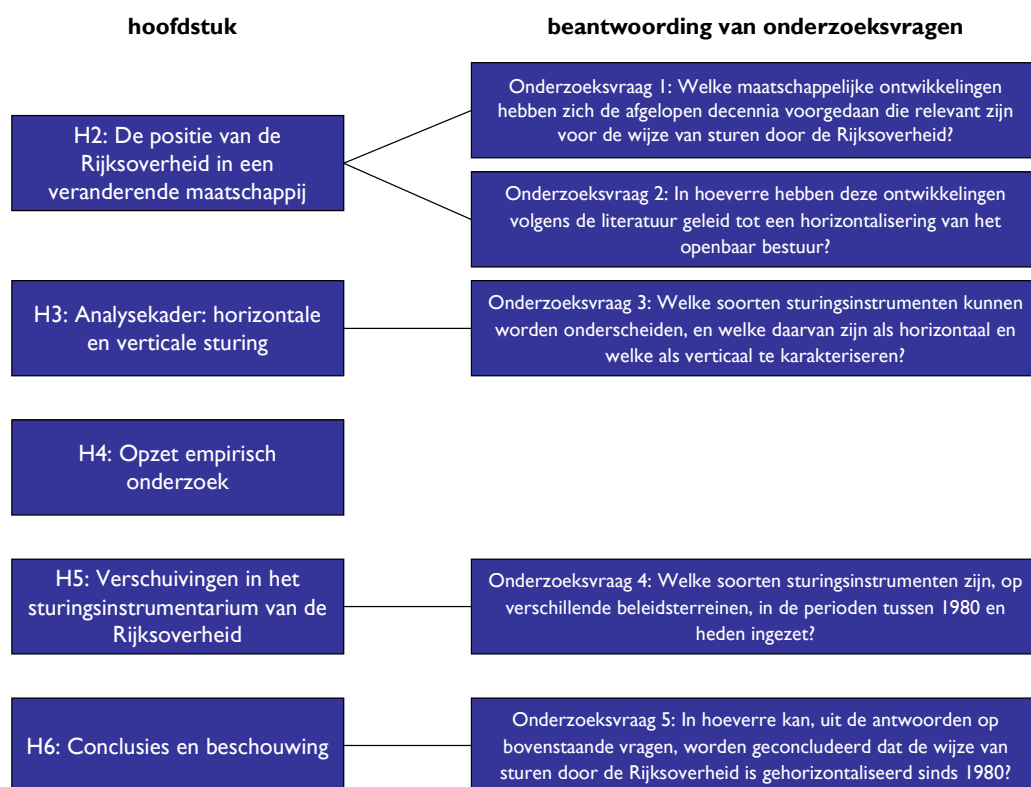 hoofdstuk
beantwoording van onderzoeksvragen
H2: De positie van de
Rijksoverheid in een
veranderende maatschappij
Onderzoeksvraag 1: Welke maatschappelijke ontwikkelingen
hebben zich de afgelopen decennia voorgedaan die relevant zijn
voor de wijze van sturen door de Rijksoverheid?
Onderzoeksvraag 2: In hoeverre hebben deze ontwikkelingen
volgens de literatuur geleid tot een horizontalisering van het
openbaar bestuur?
H3: Analysekader: horizontale
en verticale sturing
Onderzoeksvraag 3: Welke soorten sturingsinstrumenten kunnen
worden onderscheiden, en welke daarvan zijn als horizontaal en
welke als verticaal te karakteriseren?
H4: Opzet empirisch
onderzoek
H5: Verschuivingen in het
sturingsinstrumentarium van de
Rijksoverheid
Onderzoeksvraag 4: Welke soorten sturingsinstrumenten zijn, op
verschillende beleidsterreinen, in de perioden tussen 1980 en
heden ingezet?
H6: Conclusies en beschouwing
Onderzoeksvraag 5: In hoeverre kan, uit de antwoorden op
bovenstaande vragen, worden geconcludeerd dat de wijze van
sturen door de Rijksoverheid is gehorizontaliseerd sinds 1980?